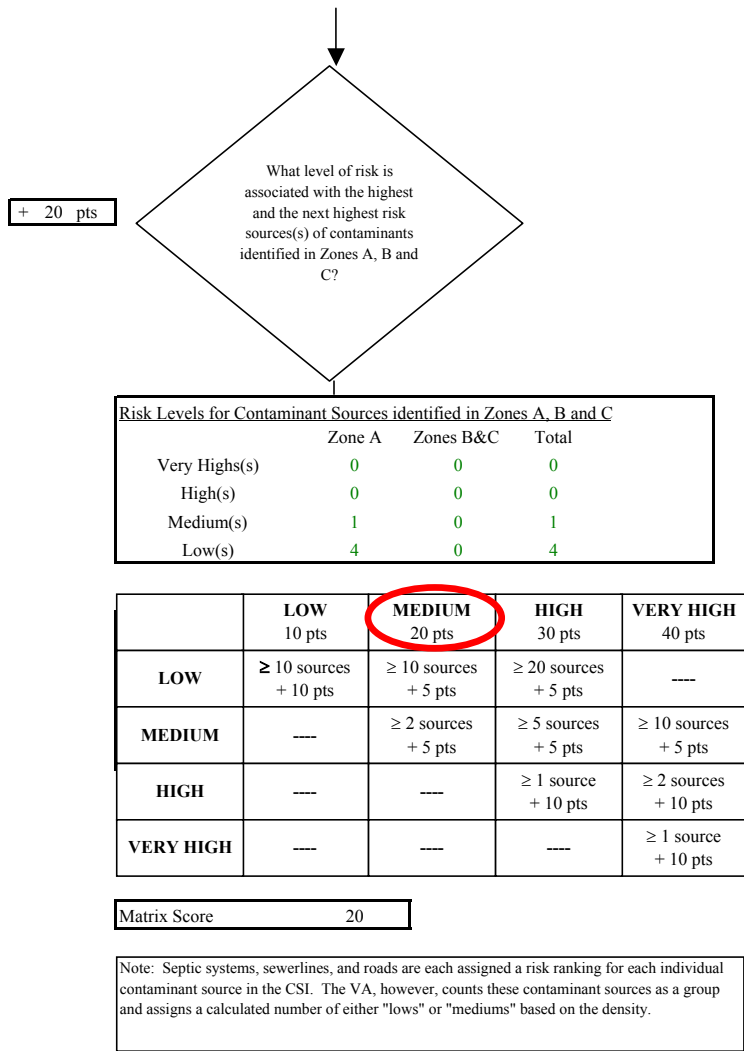 What level of risk is
associated with the highest
and the next highest risk
sources(s) of contaminants
identified in Zones A, B and
C?
+ 20 pts
Risk Levels for Contaminant Sources identified in Zones A, B and C
Zone A Zones B&C Total
Very Highs(s) 0 0 0
High(s) 0 0 0
Medium(s) 1 0 1
Low(s) 4 0 4
LOW MEDIUM HIGH VERY HIGH
10 pts 20 pts 30 pts 40 pts
LOW ≥ 10 sources ≥ 10 sources ≥ 20 sources ----
+ 10 pts + 5 pts + 5 pts
MEDIUM ---- ≥ 2 sources ≥ 5 sources ≥ 10 sources
+ 5 pts + 5 pts + 5 pts
HIGH ---- ---- ≥ 1 source ≥ 2 sources
+ 10 pts + 10 pts
VERY HIGH ---- ---- ---- ≥ 1 source
+ 10 pts
Matrix Score 20
Note: Septic systems, sewerlines, and roads are each assigned a risk ranking for each individual
contaminant source in the CSI. The VA, however, counts these contaminant sources as a group
and assigns a calculated number of either "lows" or "mediums" based on the density.